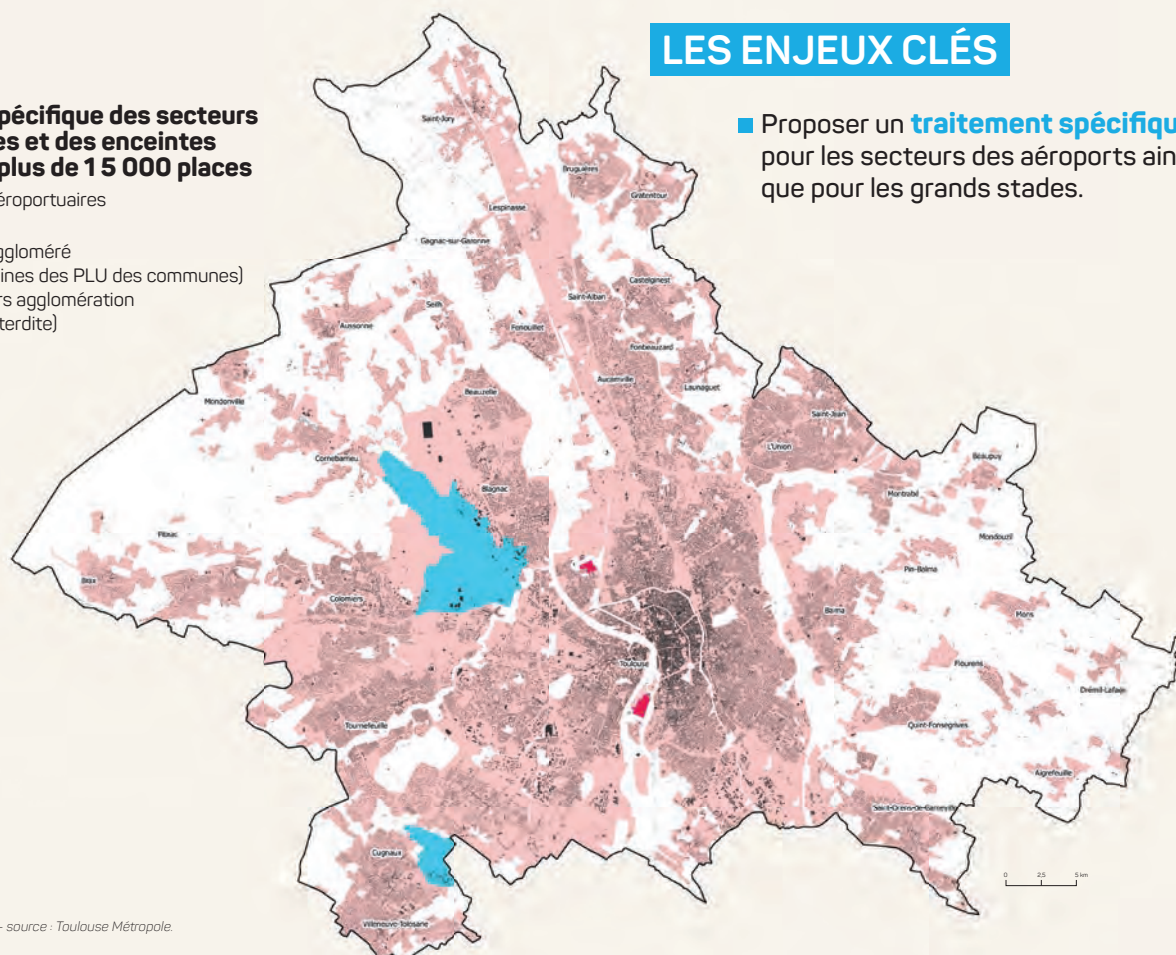 LES ENJEUX CLÉS
pécifique des secteurs
es et des enceintes
plus de 15 000 places
éroportuaires
ggloméré
ines des PLU des communes)
rs agglomération
nterdite)
Proposer un traitement spécifiqu
pour les secteurs des aéroports ain
que pour les grands stades.
Saint-Jory
Bruguières
Gratentour
Lespinasse
Gagnac-sur-Garonne
Castelginest
Saint-Alban
Seilh
Aussonne
Fenouillet
Fonbeauzard
Aucamville
Launaguet
Beauzelle
Mondonville
Saint-Jean
L'Union
Cornebarrieu
Beaupuy
Blagnac
Montrabé
Mondouzil
Pibrac
Pin-Balma
Brax
Colomiers
Balma
Mons
Toulouse
Flourens
Drémil-Lafage
Tournefeuille
Quint-Fonsegrives
Aigrefeuille
Saint-Orens-de-Gameville
Cugnaux
Villeneuve-Tolosane
0 2,5 5 km
- source : Toulouse Métropole.